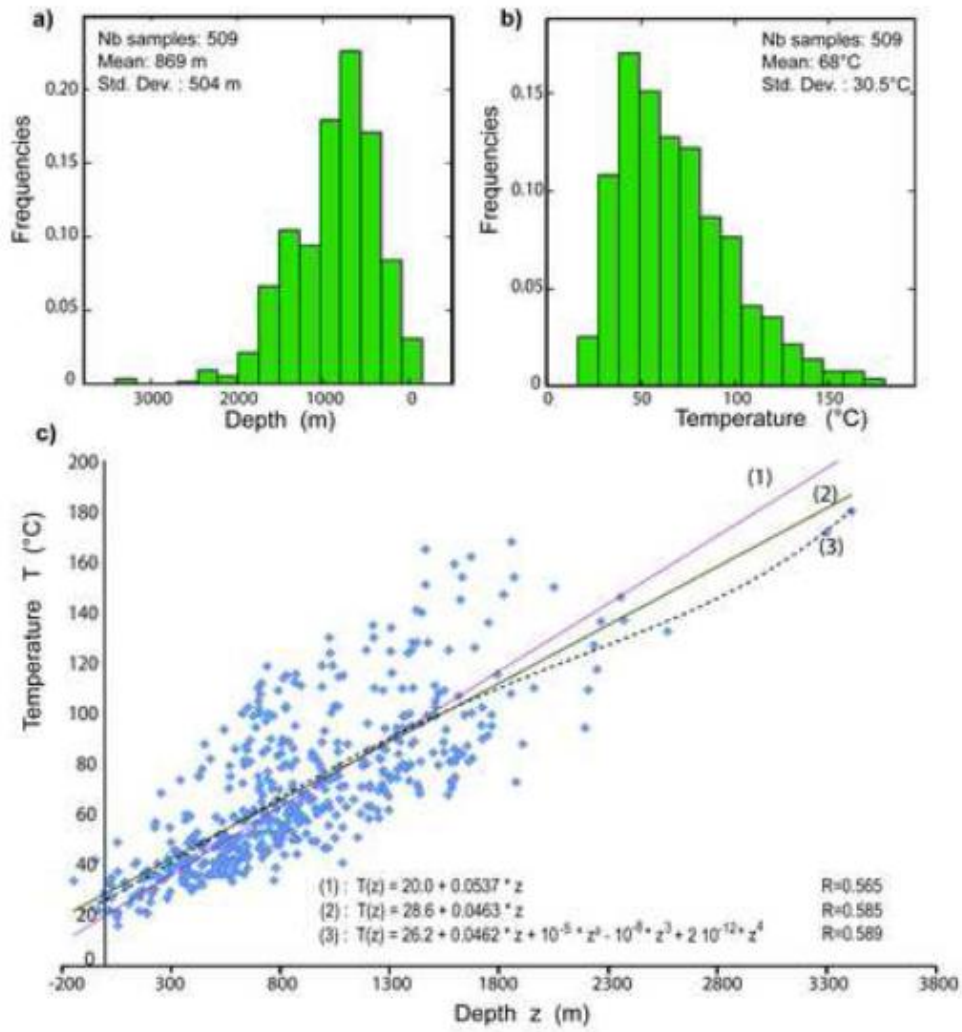 a)
Nb samples: 509
Mean: 869 m
Std. Dev. : 504 m
Frequencies
0.20
0.15
0.10
0.05
0
3000 2000 1000 0
Depth (m)
b)
Nb samples: 509
Mean: 68°C
Std. Dev. : 30.5°C
Frequencies
0.15
0.10
0.05
0
0 50 100 150
Temperature (°C)
c)
Temperature T (°C)
200
180
160
140
120
100
80
60
40
20
0
(1)
(2)
(3)
(1) : T(z) = 20.0 + 0.0537 * z R=0.565
(2) : T(z) = 28.6 + 0.0463 * z R=0.585
(3) : T(z) = 26.2 + 0.0462 * z + 10⁻⁵ * z² - 10⁻⁸ * z³ + 2 10⁻¹² * z⁴ R=0.589
-200 300 800 1300 1800 2300 2800 3300 3800
Depth z (m)